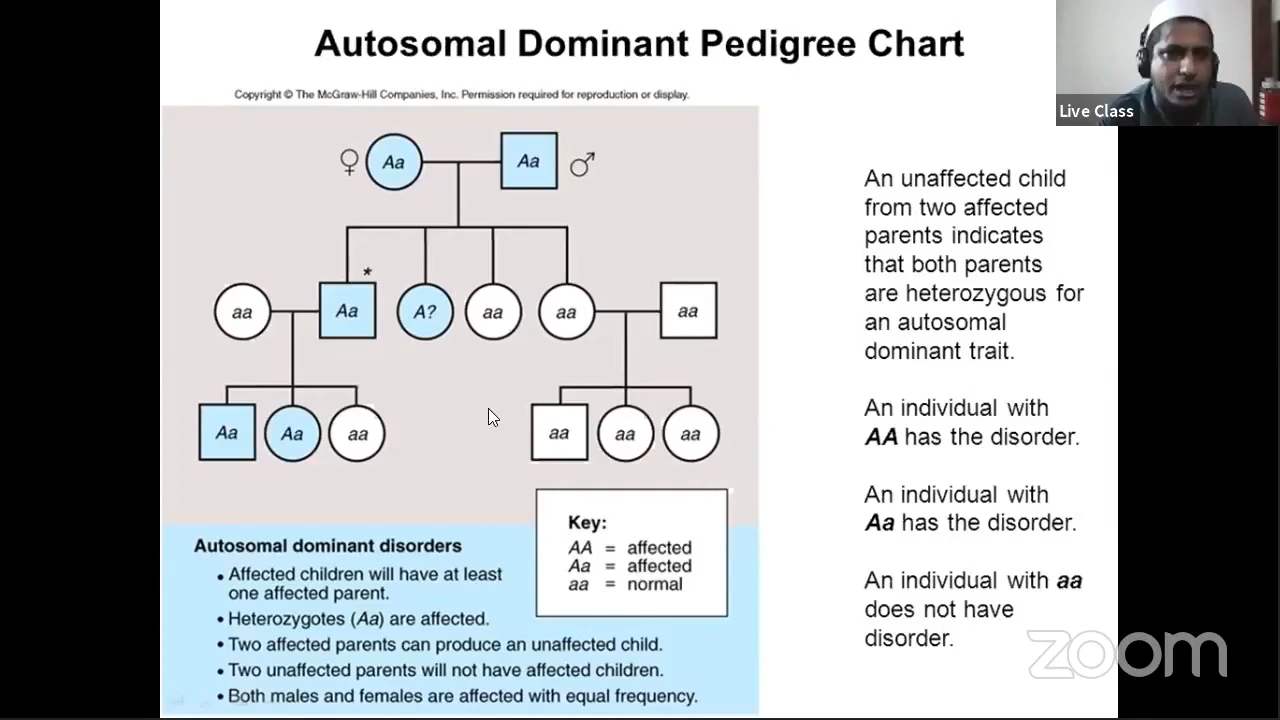 Autosomal Dominant Pedigree Chart
Live Class
Copyright © The McGraw-Hill Companies, Inc. Permission required for reproduction or display.
♀ Aa Aa ♂
*
aa Aa A? aa aa aa
Aa Aa aa aa aa aa
Key:
AA = affected
Aa = affected
aa = normal
Autosomal dominant disorders
• Affected children will have at least
one affected parent.
• Heterozygotes (Aa) are affected.
• Two affected parents can produce an unaffected child.
• Two unaffected parents will not have affected children.
• Both males and females are affected with equal frequency.
An unaffected child
from two affected
parents indicates
that both parents
are heterozygous for
an autosomal
dominant trait.
An individual with
AA has the disorder.
An individual with
Aa has the disorder.
An individual with aa
does not have
disorder.
zoom